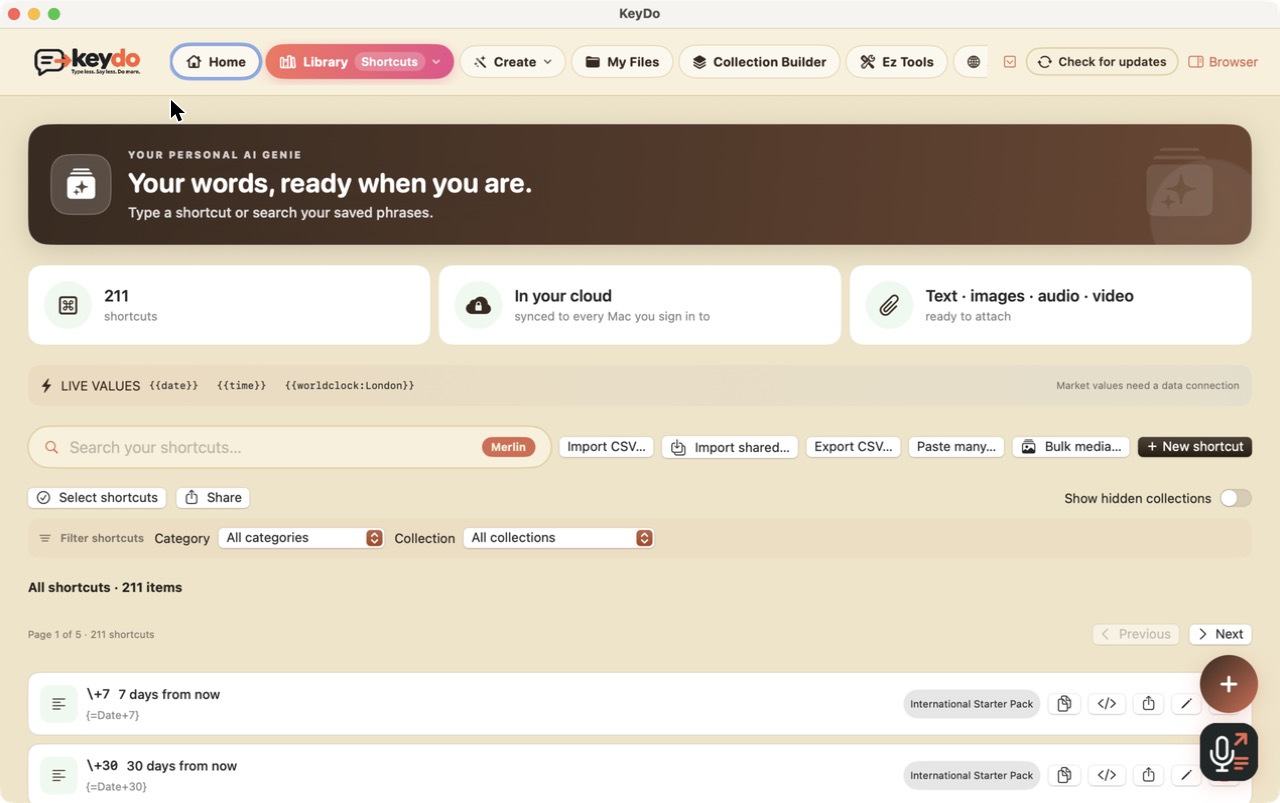 KeyDo
keydo
Type less. Say less. Do more.
Home
Library Shortcuts
Create
My Files
Collection Builder
Ez Tools
Check for updates
Browser
YOUR PERSONAL AI GENIE
Your words, ready when you are.
Type a shortcut or search your saved phrases.
211
shortcuts
In your cloud
synced to every Mac you sign in to
Text · images · audio · video
ready to attach
LIVE VALUES {{date}} {{time}} {{worldclock:London}}
Market values need a data connection
Search your shortcuts...
Merlin
Import CSV...
Import shared...
Export CSV...
Paste many...
Bulk media...
+ New shortcut
Select shortcuts
Share
Show hidden collections
Filter shortcuts Category All categories Collection All collections
All shortcuts · 211 items
Page 1 of 5 · 211 shortcuts
Previous
Next
\+7 7 days from now
{=Date+7}
International Starter Pack
\+30 30 days from now
{=Date+30}
International Starter Pack